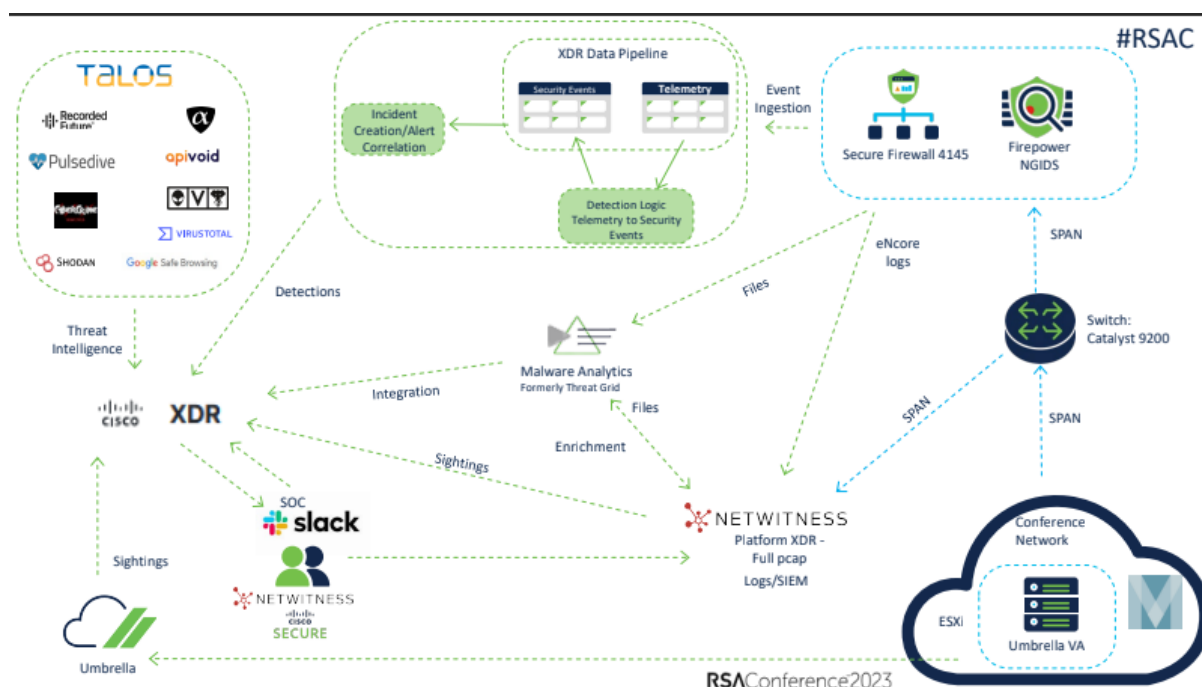 #RSAC
TALOS
Recorded
Future
Pulsedive
apivoid
VIRUSTOTAL
SHODAN
Google Safe Browsing
Threat
Intelligence
XDR Data Pipeline
Security Events
Telemetry
Incident
Creation/Alert
Correlation
Detection Logic
Telemetry to Security
Events
Event
Ingestion
Secure Firewall 4145
Firepower
NGIDS
Detections
Files
eNcore
logs
SPAN
Switch:
Catalyst 9200
Malware Analytics
Formerly Threat Grid
Integration
Files
Enrichment
SPAN
SPAN
CISCO
XDR
Sightings
SOC
slack
NETWITNESS
CISCO
SECURE
NETWITNESS
Platform XDR -
Full pcap
Logs/SIEM
Conference
Network
ESXi
Umbrella VA
M
Sightings
Umbrella
RSAConference2023